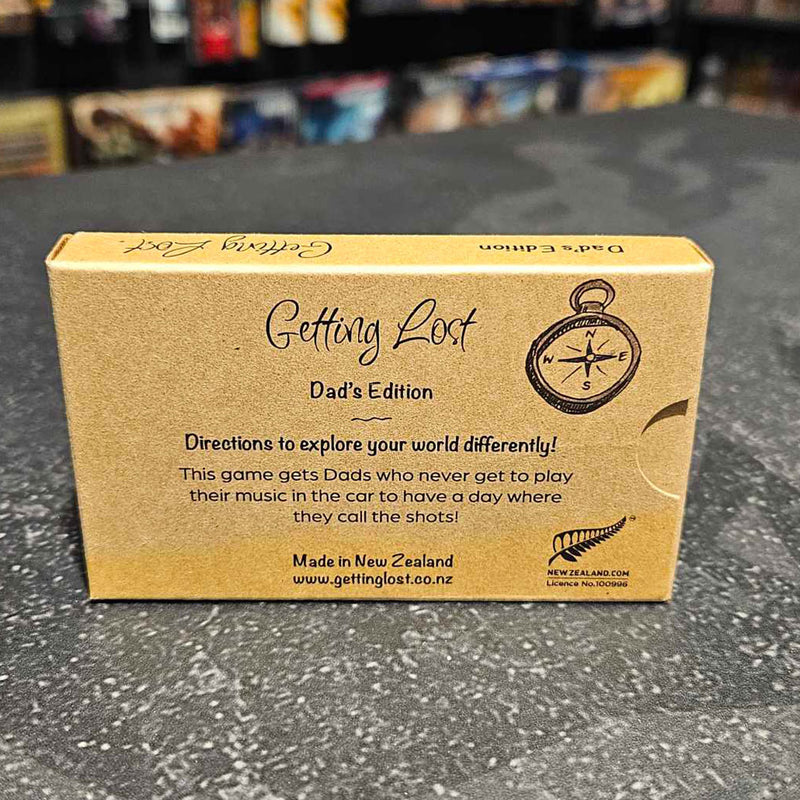 Getting Lost
Dad's Edition
Getting Lost
N
W E
S
Dad's Edition
Directions to explore your world differently!
This game gets Dads who never get to play
their music in the car to have a day where
they call the shots!
Made in New Zealand
www.gettinglost.co.nz
TM
NEWZEALAND.COM
Licence No.100996